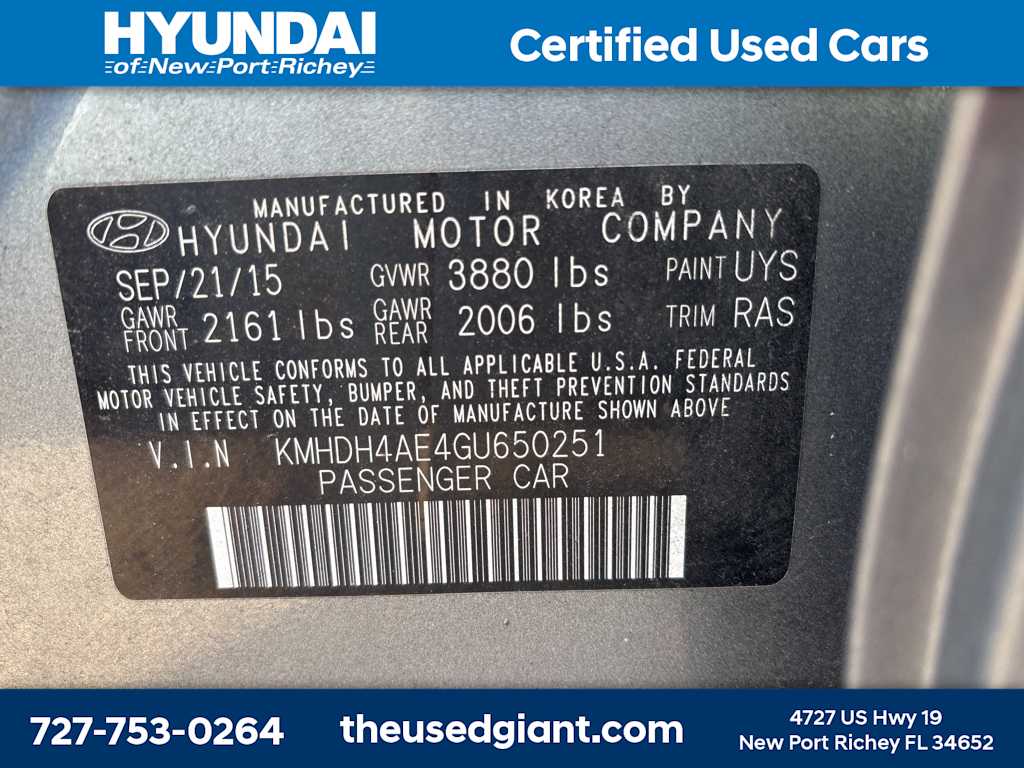 HYUNDAI
of New Port Richey
Certified Used Cars
MANUFACTURED IN KOREA BY
HYUNDAI MOTOR COMPANY
SEP/21/15 GVWR 3880 lbs PAINT UYS
GAWR FRONT 2161 lbs GAWR REAR 2006 lbs TRIM RAS
THIS VEHICLE CONFORMS TO ALL APPLICABLE U.S.A. FEDERAL
MOTOR VEHICLE SAFETY, BUMPER, AND THEFT PREVENTION STANDARDS
IN EFFECT ON THE DATE OF MANUFACTURE SHOWN ABOVE
V.I.N KMHDH4AE4GU650251
PASSENGER CAR
727-753-0264
theusedgiant.com
4727 US Hwy 19
New Port Richey FL 34652